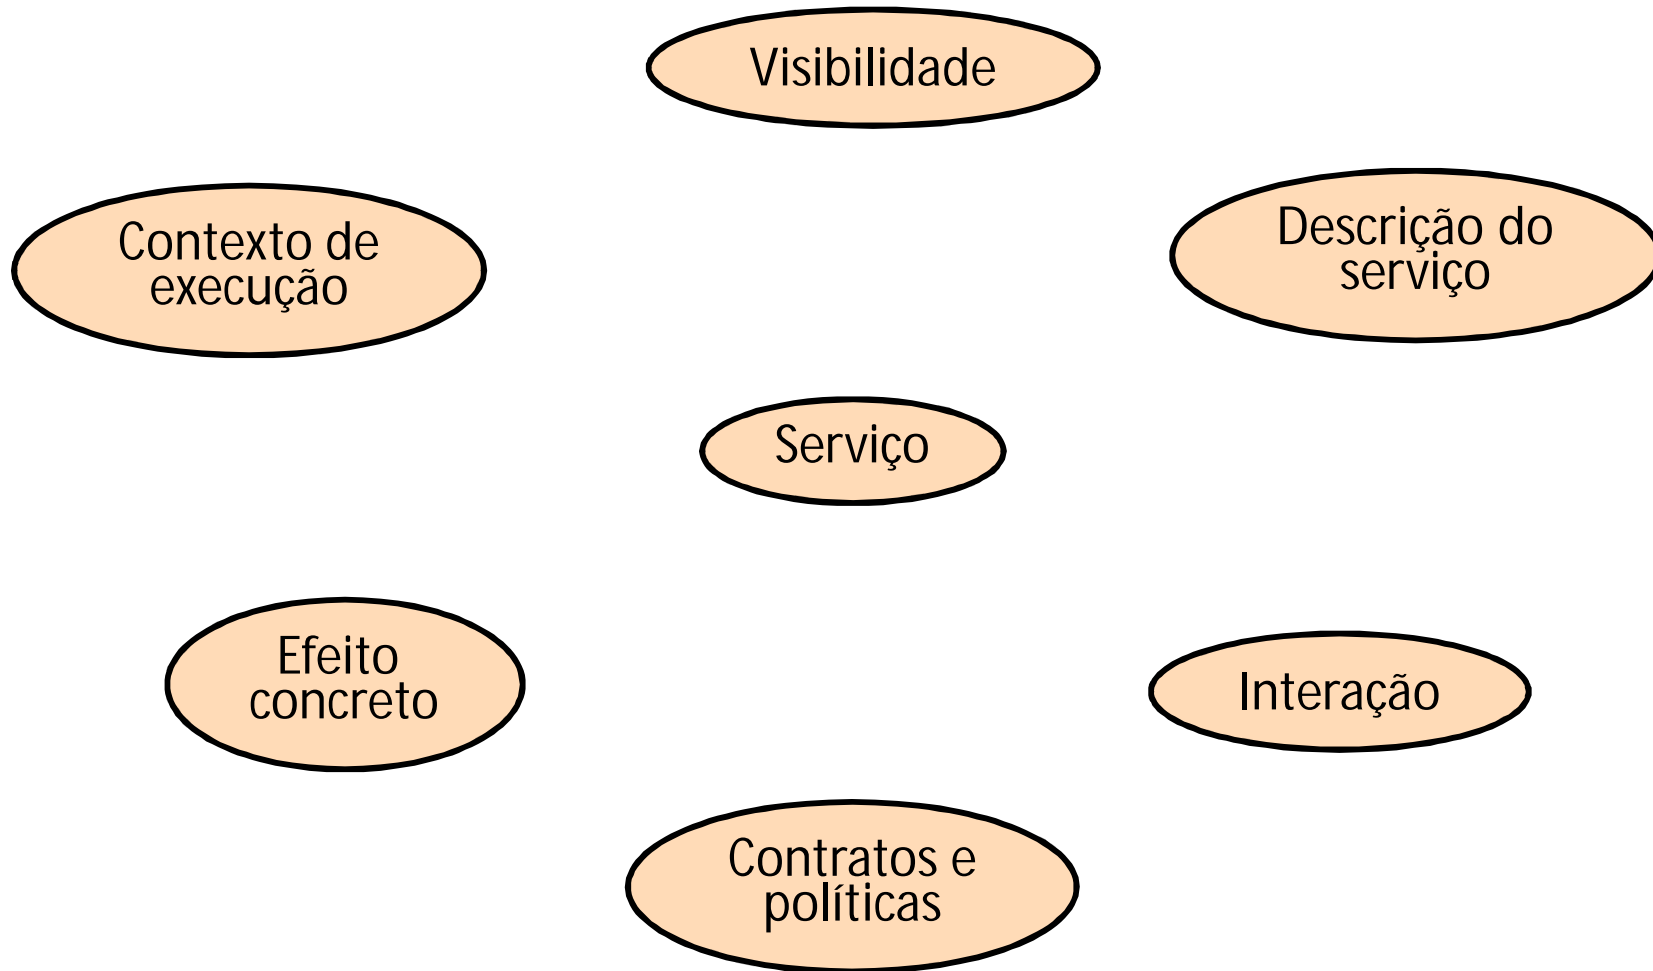 Visibilidade
Contexto de
execução
Descrição do
serviço
Serviço
Efeito
concreto
Interação
Contratos e
políticas